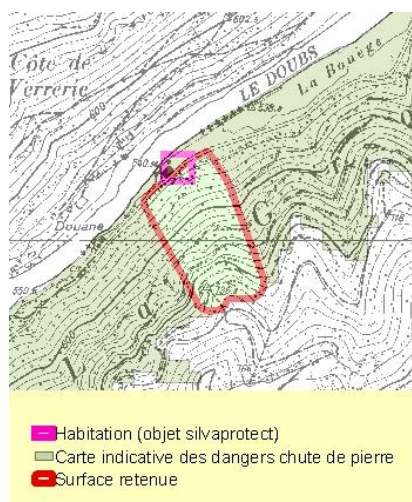 Côte de
Verrerie
LE DOUBS
La Bouège
Douane
Habitation (objet silvaprotect)
Carte indicative des dangers chute de pierre
Surface retenue